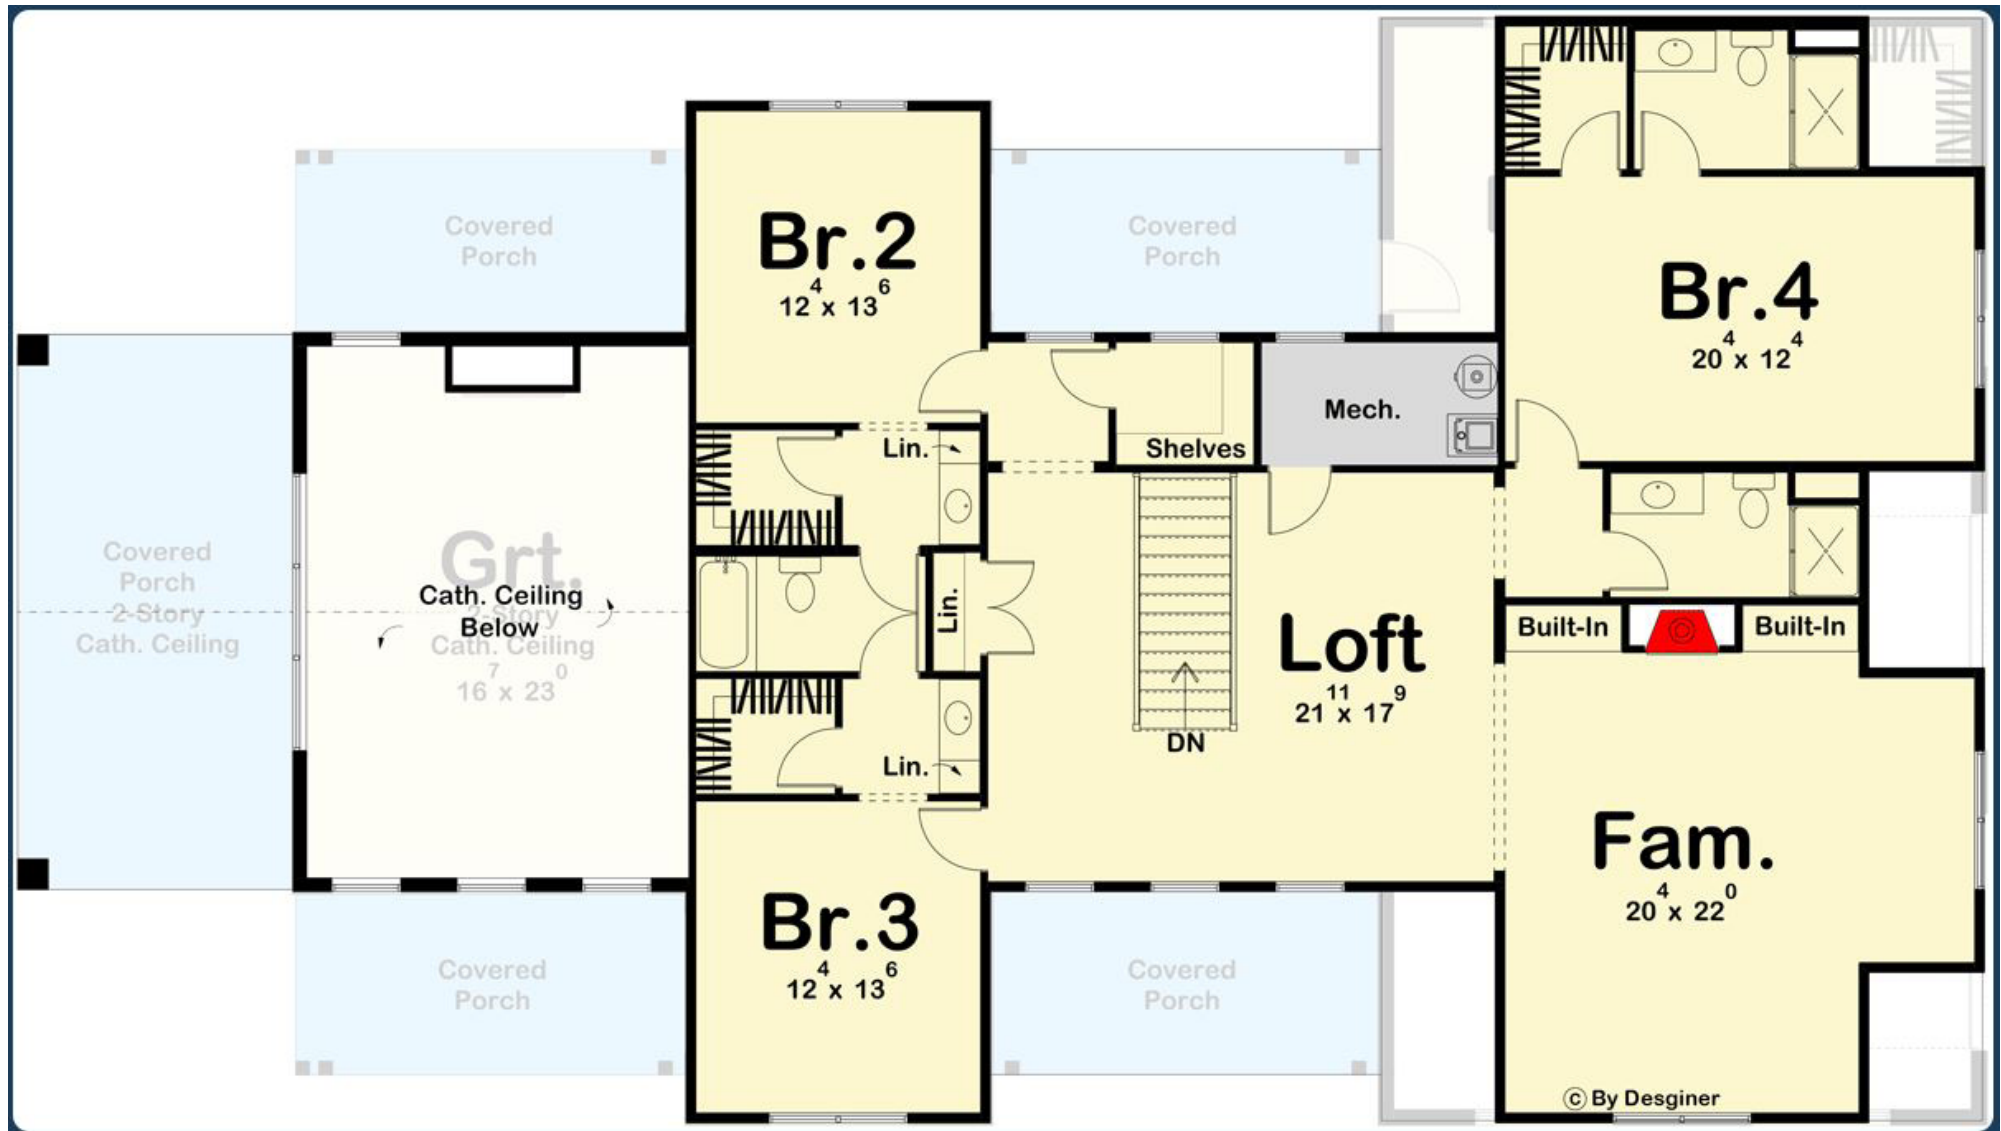 Covered
Porch
Br.2
12⁴ x 13⁶
Covered
Porch
Br.4
20⁴ x 12⁴
Mech.
Shelves
Lin.
Covered
Porch
2-Story
Cath. Ceiling
Grt.
Cath. Ceiling
Below
2-Story
Cath. Ceiling
16⁷ x 23⁰
Lin.
Loft
21¹¹ x 17⁹
DN
Built-In
Built-In
Lin.
Fam.
20⁴ x 22⁰
Br.3
12⁴ x 13⁶
Covered
Porch
Covered
Porch
© By Desginer